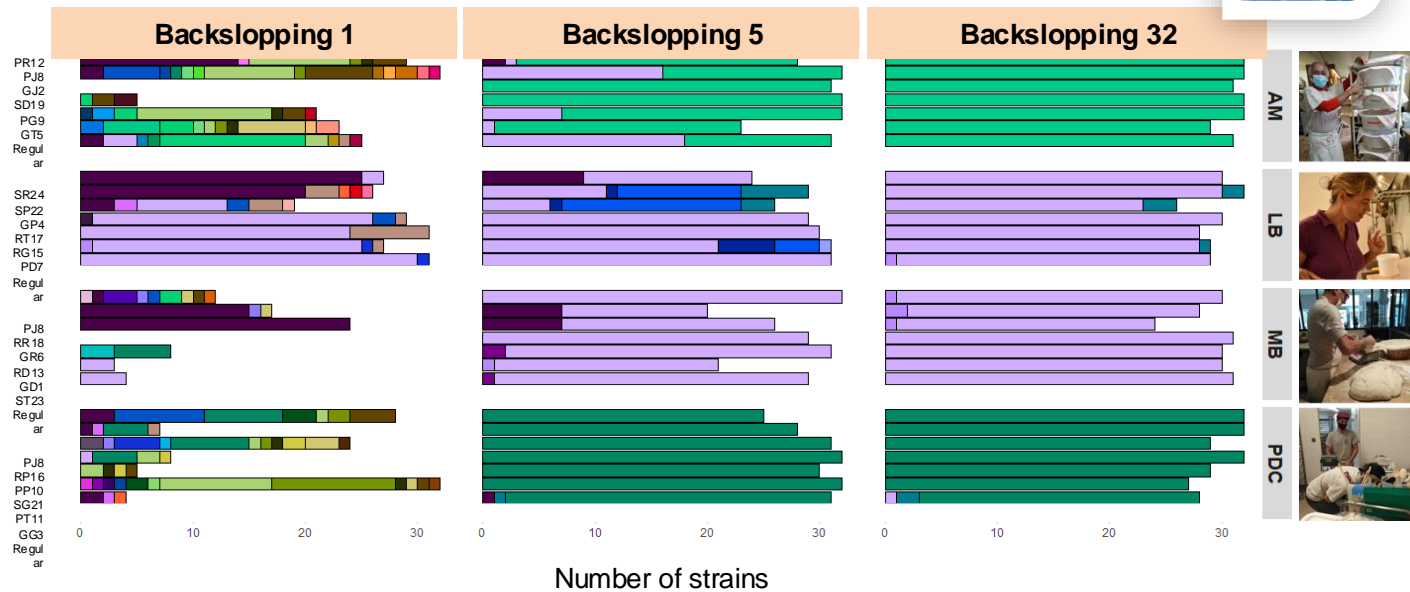 Backslopping 1
Backslopping 5
Backslopping 32
PR12
PJ8
GJ2
SD19
PG9
GT5
Regul
ar
AM
SR24
SP22
GP4
RT17
RG15
PD7
Regul
ar
LB
PJ8
RR18
GR6
RD13
GD1
ST23
Regul
ar
MB
PJ8
RP16
PP10
SG21
PT11
GG3
Regul
ar
PDC
0 10 20 30
0 10 20 30
0 10 20 30
Number of strains